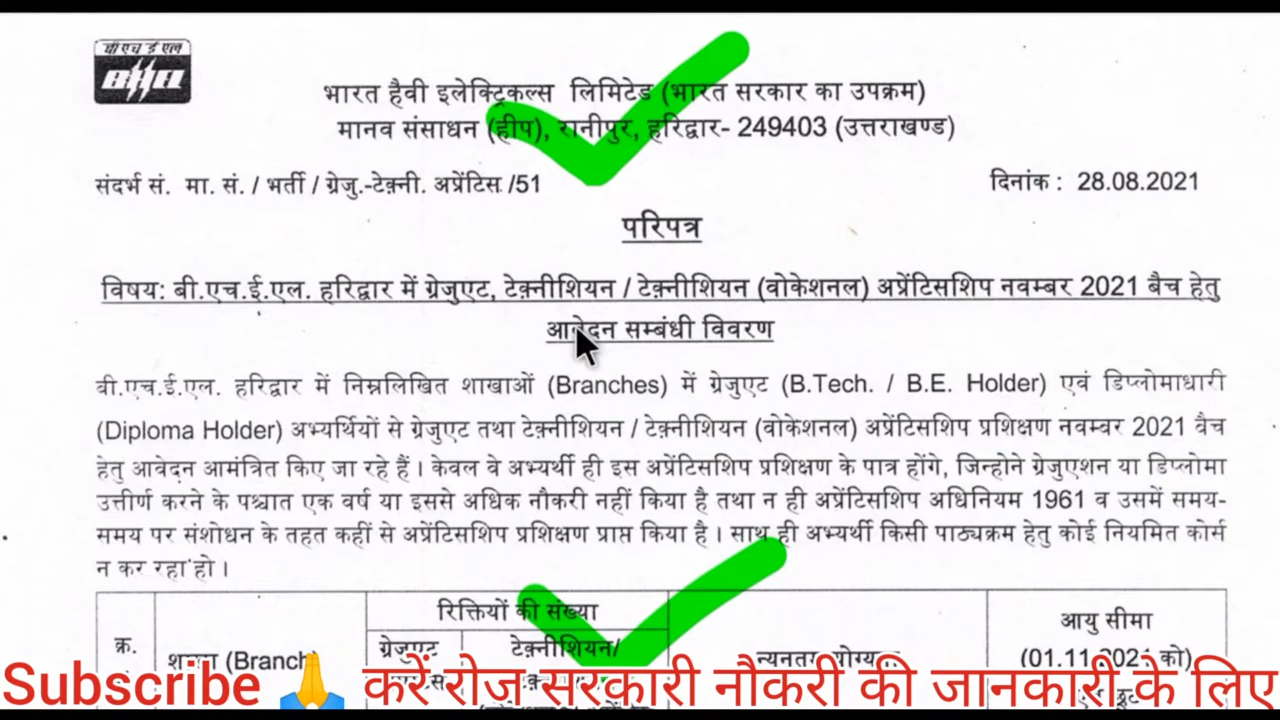 बी एच ई एल
BHEL
भारत हैवी इलेक्ट्रिकल्स लिमिटेड (भारत सरकार का उपक्रम)
मानव संसाधन (हीप), रानीपुर, हरिद्वार- 249403 (उत्तराखण्ड)
संदर्भ सं. मा. सं. / भर्ती / ग्रेजु.-टेक़्नी. अप्रेंटिस /51 दिनांक : 28.08.2021
परिपत्र
विषय: बी.एच.ई.एल. हरिद्वार में ग्रेजुएट, टेक़्नीशियन / टेक़्नीशियन (वोकेशनल) अप्रेंटिसशिप नवम्बर 2021 बैच हेतु
आवेदन सम्बंधी विवरण
बी.एच.ई.एल. हरिद्वार में निम्नलिखित शाखाओं (Branches) में ग्रेजुएट (B.Tech. / B.E. Holder) एवं डिप्लोमाधारी
(Diploma Holder) अभ्यर्थियों से ग्रेजुएट तथा टेक़्नीशियन / टेक़्नीशियन (वोकेशनल) अप्रेंटिसशिप प्रशिक्षण नवम्बर 2021 बैच
हेतु आवेदन आमंत्रित किए जा रहे हैं । केवल वे अभ्यर्थी ही इस अप्रेंटिसशिप प्रशिक्षण के पात्र होंगे, जिन्होने ग्रेजुएशन या डिप्लोमा
उत्तीर्ण करने के पश्चात एक वर्ष या इससे अधिक नौकरी नहीं किया है तथा न ही अप्रेंटिसशिप अधिनियम 1961 व उसमें समय-
समय पर संशोधन के तहत कहीं से अप्रेंटिसशिप प्रशिक्षण प्राप्त किया है । साथ ही अभ्यर्थी किसी पाठ्यक्रम हेतु कोई नियमित कोर्स
न कर रहा हो ।
रिक्तियों की संख्या
आयु सीमा
क्र. ग्रेजुएट टेक़्नीशियन/
(Branch) (01.11.2021 को)
Subscribe 🙏 करें रोज सरकारी नौकरी की जानकारी के लिए